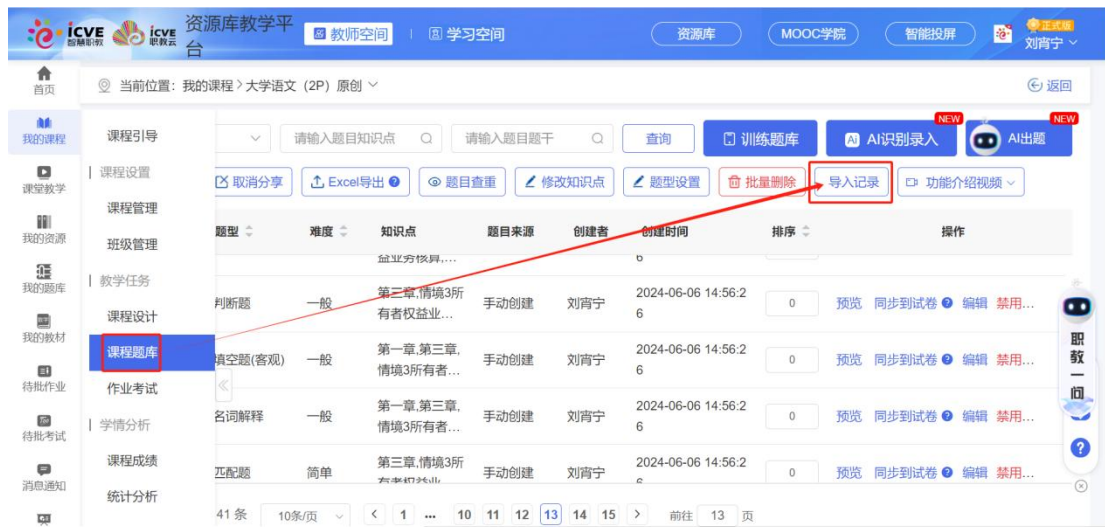 icve 智慧职教 icve 职教云 资源库教学平台 教师空间 学习空间 资源库 MOOC学院 智能投屏 正式版 刘宵宁
首页
当前位置：我的课程>大学语文（2P）原创
返回
我的课程
课堂教学
我的资源
我的题库
我的教材
待批作业
待批考试
消息通知
课程引导
课程设置
课程管理
班级管理
教学任务
课程设计
课程题库
作业考试
学情分析
课程成绩
统计分析
请输入题目知识点 请输入题目题干 查询 训练题库 AI识别录入 NEW AI出题 NEW
取消分享 Excel导出 题目查重 修改知识点 题型设置 批量删除 导入记录 功能介绍视频
题型 难度 知识点 题目来源 创建者 创建时间 排序 操作
益业务核算,... 6
判断题 一般 第三章,情境3所有者权益业... 手动创建 刘宵宁 2024-06-06 14:56:26 0 预览 同步到试卷 编辑 禁用...
填空题(客观) 一般 第一章,第三章,情境3所有者... 手动创建 刘宵宁 2024-06-06 14:56:26 0 预览 同步到试卷 编辑 禁用...
名词解释 一般 第一章,第三章,情境3所有者... 手动创建 刘宵宁 2024-06-06 14:56:26 0 预览 同步到试卷 编辑 禁用...
匹配题 简单 第三章,情境3所有者权益业... 手动创建 刘宵宁 2024-06-06 14:56:26 0 预览 同步到试卷 编辑 禁用...
41 条 10条/页 1 ... 10 11 12 13 14 15 前往 13 页
职教一问